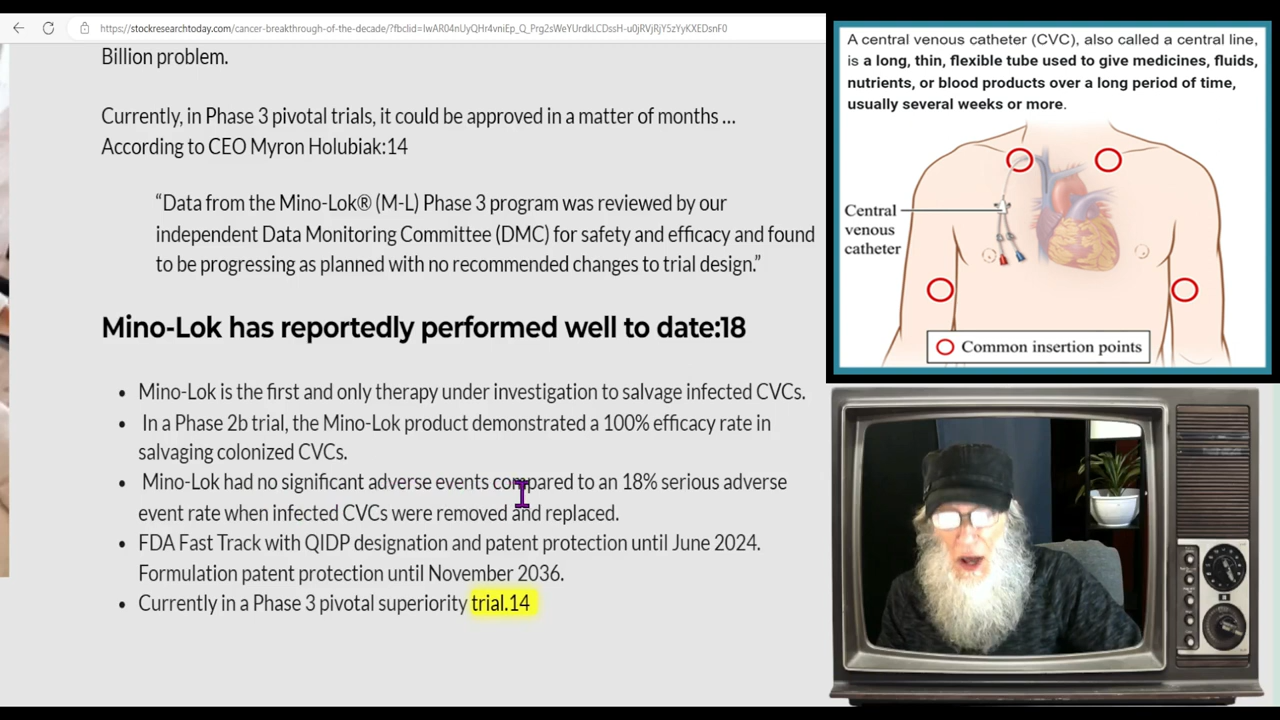 https://stockresearchtoday.com/cancer-breakthrough-of-the-decade/?fbclid=IwAR04nUyQHr4vniEp_Q_Prg2sWeYUrdkLCDssH-u0jRVjRjY5zYyKXEDsnF0
Billion problem.
Currently, in Phase 3 pivotal trials, it could be approved in a matter of months ...
According to CEO Myron Holubiak:14
“Data from the Mino-Lok® (M-L) Phase 3 program was reviewed by our
independent Data Monitoring Committee (DMC) for safety and efficacy and found
to be progressing as planned with no recommended changes to trial design.”
Mino-Lok has reportedly performed well to date:18
• Mino-Lok is the first and only therapy under investigation to salvage infected CVCs.
• In a Phase 2b trial, the Mino-Lok product demonstrated a 100% efficacy rate in
salvaging colonized CVCs.
• Mino-Lok had no significant adverse events compared to an 18% serious adverse
event rate when infected CVCs were removed and replaced.
• FDA Fast Track with QIDP designation and patent protection until June 2024.
Formulation patent protection until November 2036.
• Currently in a Phase 3 pivotal superiority trial.14
A central venous catheter (CVC), also called a central line,
is a long, thin, flexible tube used to give medicines, fluids,
nutrients, or blood products over a long period of time,
usually several weeks or more.
Central
venous
catheter
Common insertion points